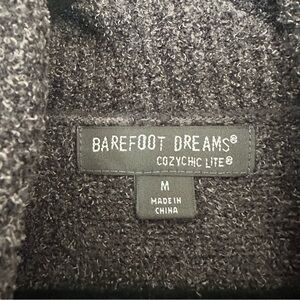 BAREFOOT DREAMS®
COZYCHIC LITE®
M
MADE IN
CHINA